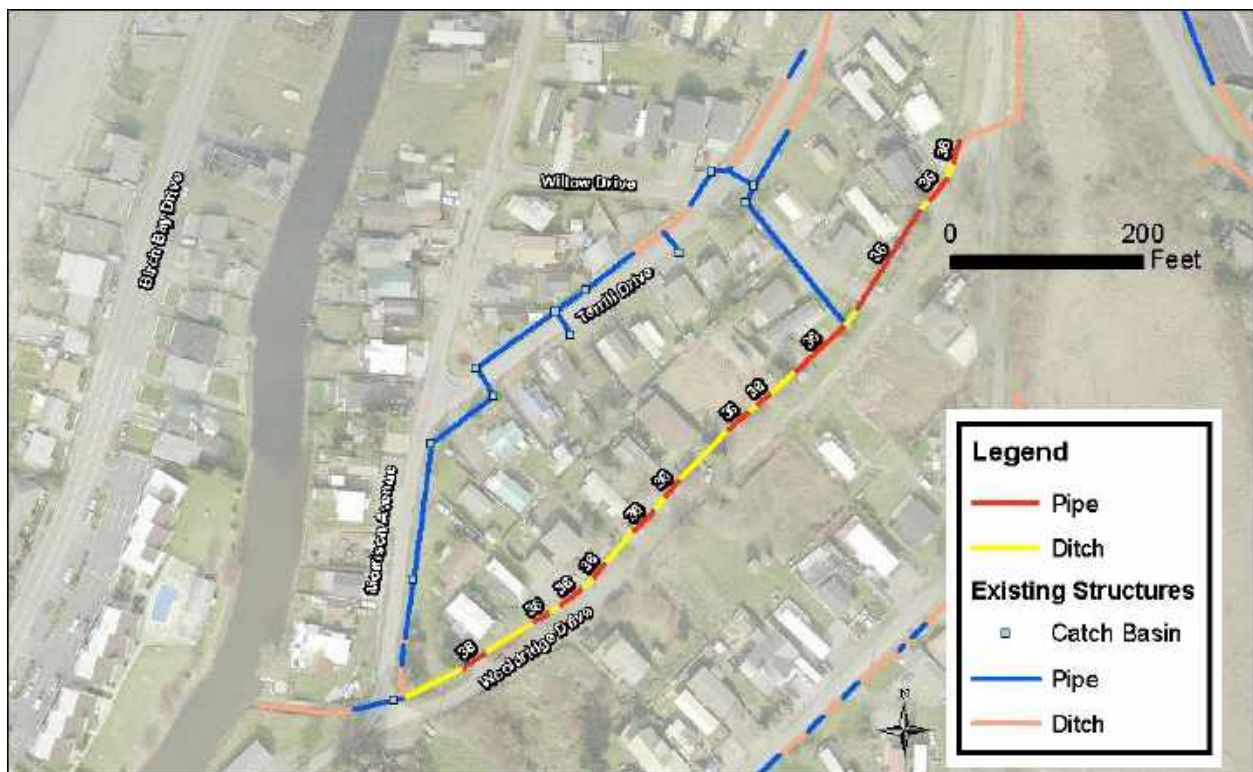 36
36
Willow Drive
Birch Bay Drive
0 200
Feet
36
Terrill Drive
36
36
36
36
36
36
36
36
36
Morrison Avenue
Wooldridge Drive
N
Legend
Pipe
Ditch
Existing Structures
Catch Basin
Pipe
Ditch